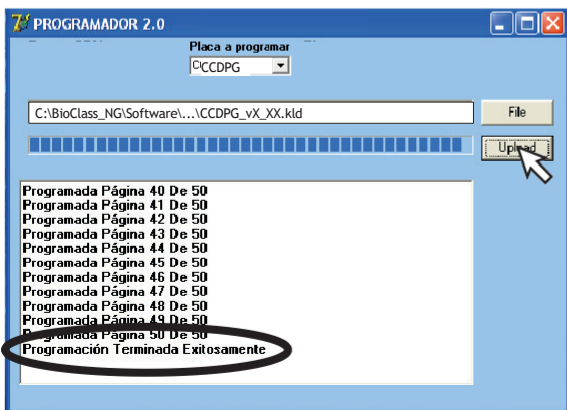 PROGRAMADOR 2.0
Placa a programar
CCDPG
C:\BioClass_NG\Software\...\CCDPG_vX_XX.kld
File
Upload
Programada Página 40 De 50
Programada Página 41 De 50
Programada Página 42 De 50
Programada Página 43 De 50
Programada Página 44 De 50
Programada Página 45 De 50
Programada Página 46 De 50
Programada Página 47 De 50
Programada Página 48 De 50
Programada Página 49 De 50
Programada Página 50 De 50
Programación Terminada Exitosamente